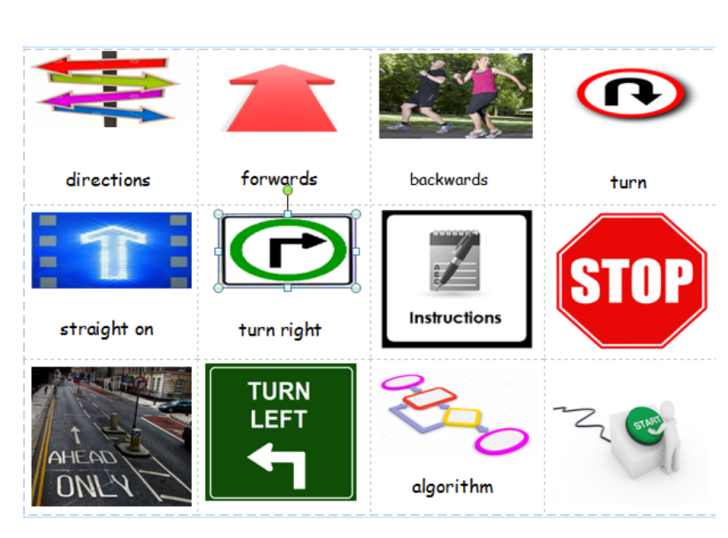 directions
forwards
backwards
turn
straight on
turn right
Instructions
STOP
AHEAD
ONLY
TURN
LEFT
algorithm
START